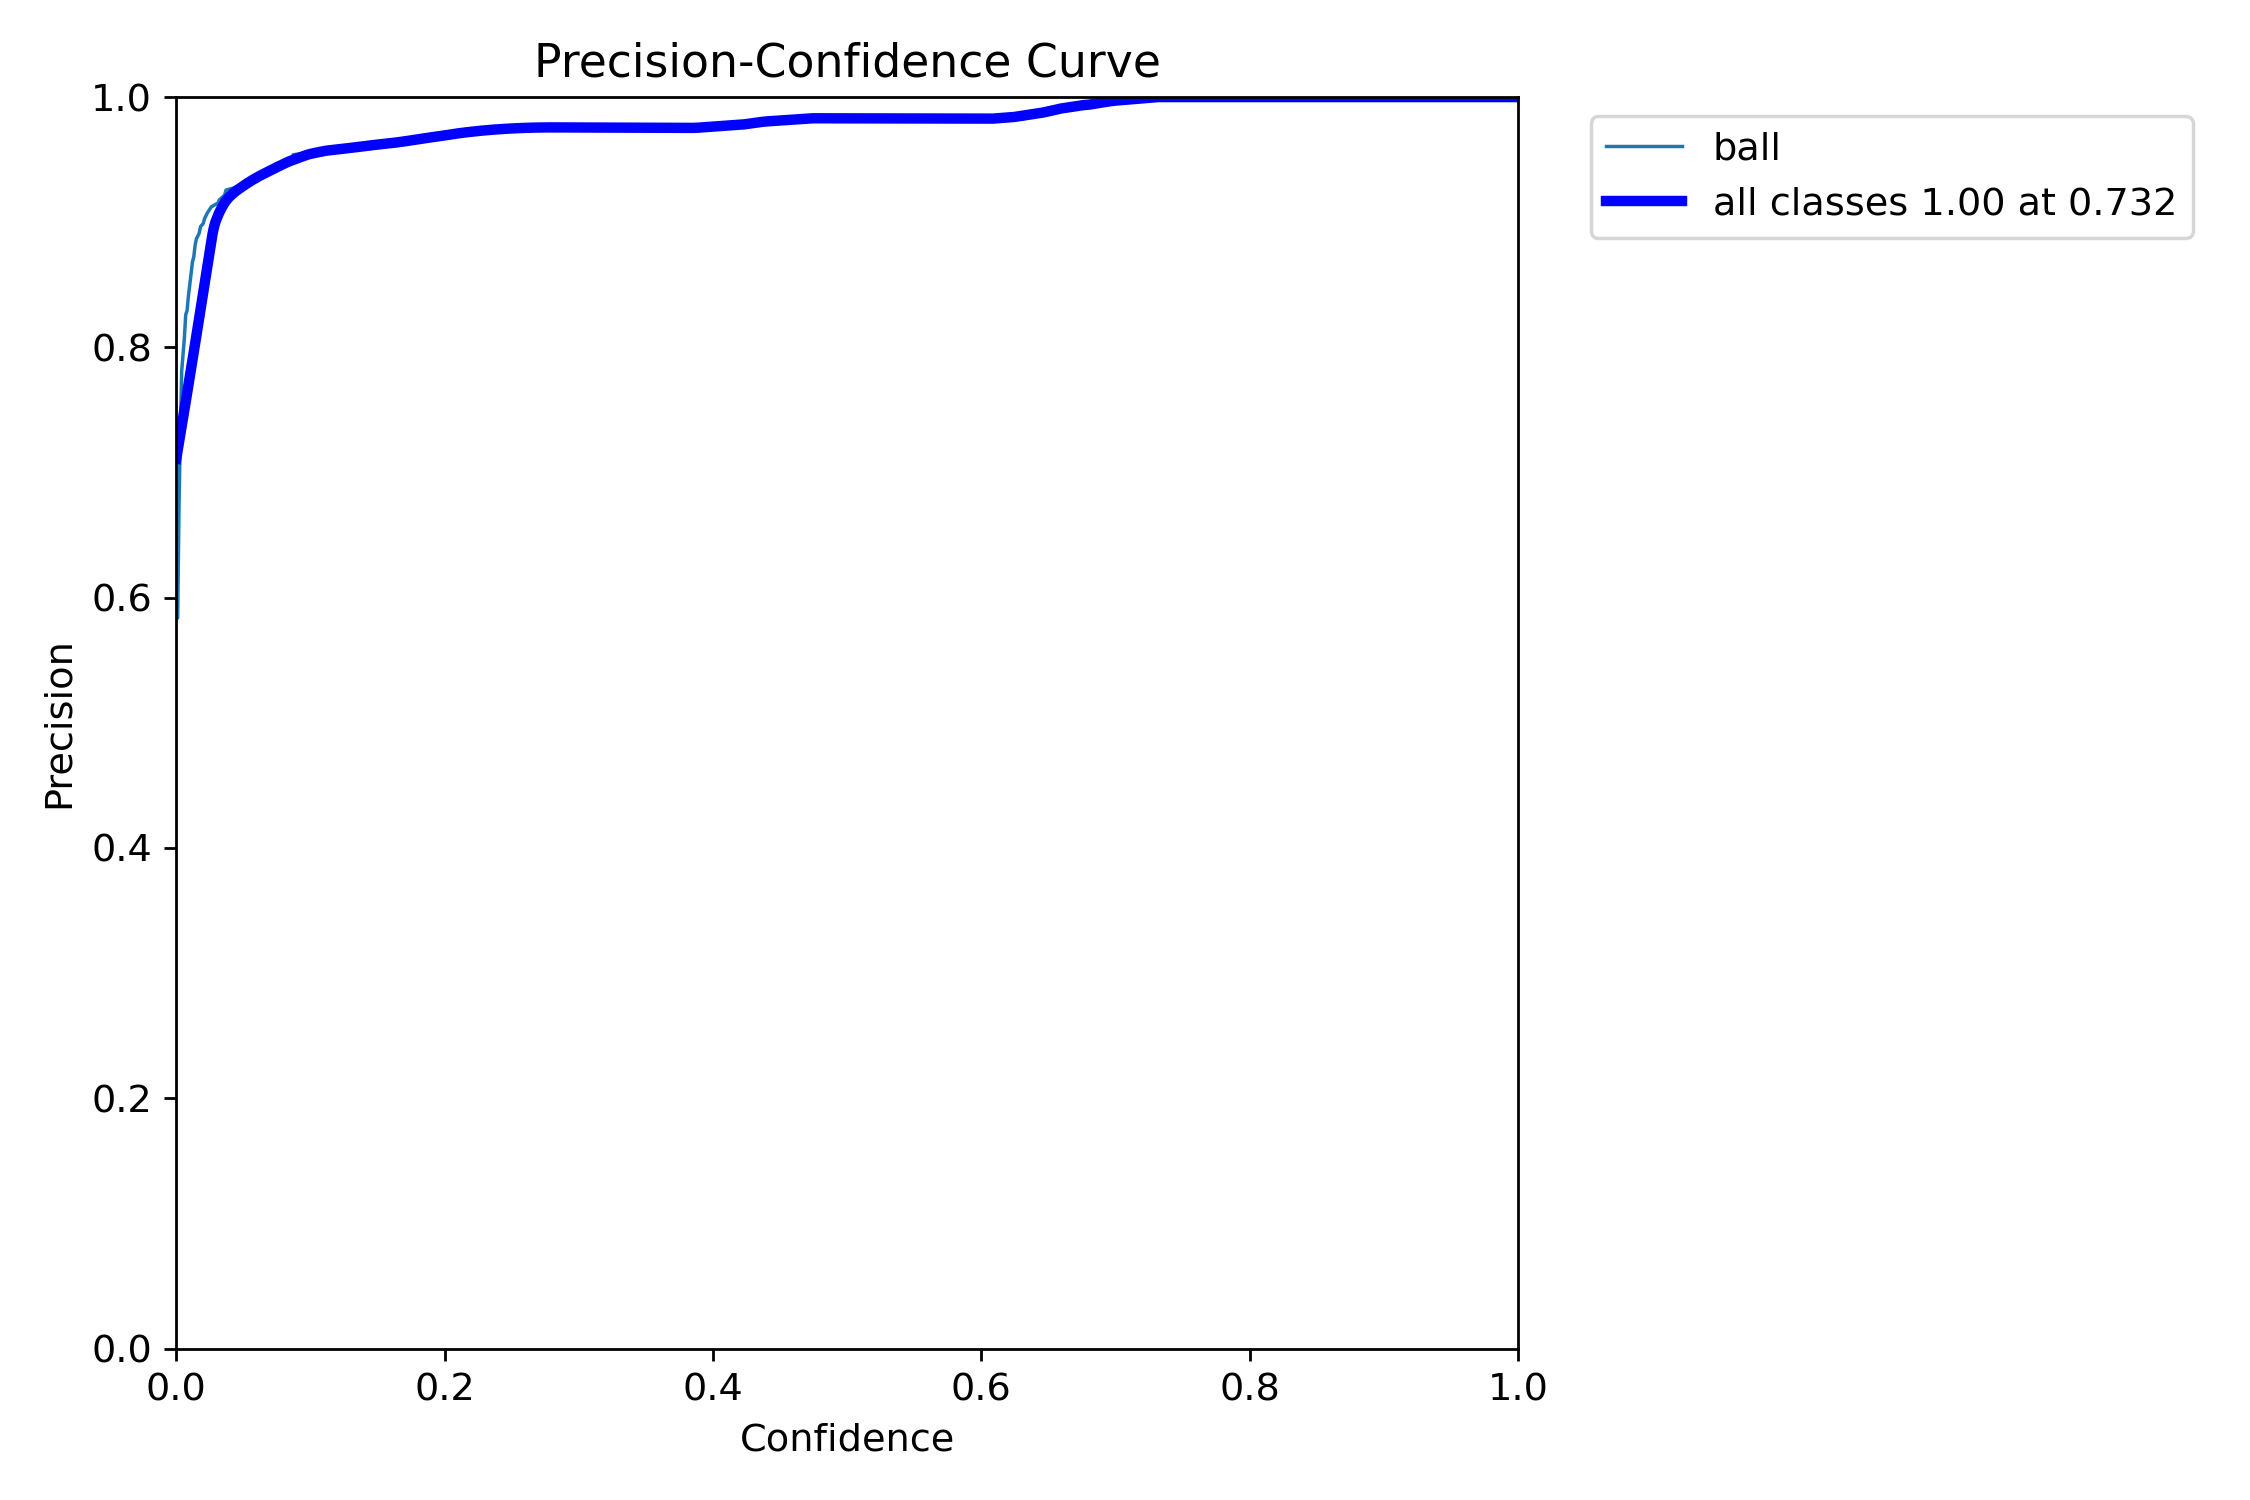 Precision-Confidence Curve
1.0
0.8
0.6
0.4
0.2
0.0
Precision
0.0 0.2 0.4 0.6 0.8 1.0
Confidence
ball
all classes 1.00 at 0.732